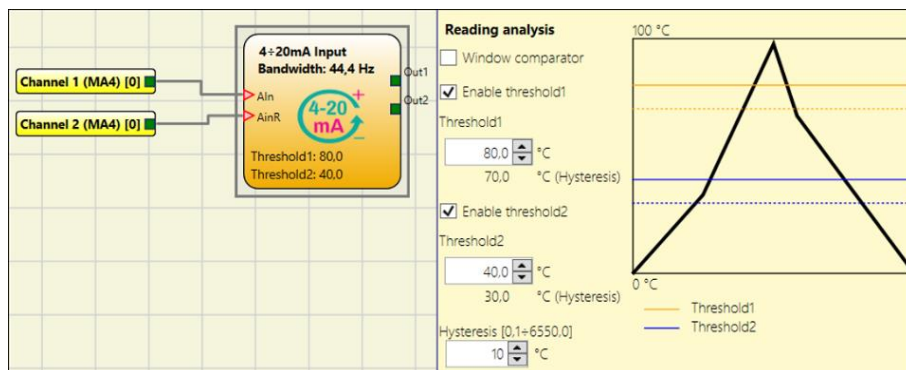 Channel 1 (MA4) [0]
Channel 2 (MA4) [0]
4÷20mA Input
Bandwidth: 44,4 Hz
AIn
AinR
4-20
mA
Out1
Out2
Threshold1: 80,0
Threshold2: 40,0
Reading analysis
Window comparator
Enable threshold1
Threshold1
80,0 °C
70,0 °C (Hysteresis)
Enable threshold2
Threshold2
40,0 °C
30,0 °C (Hysteresis)
Hysteresis [0,1÷6550,0]
10 °C
100 °C
0 °C
Threshold1
Threshold2